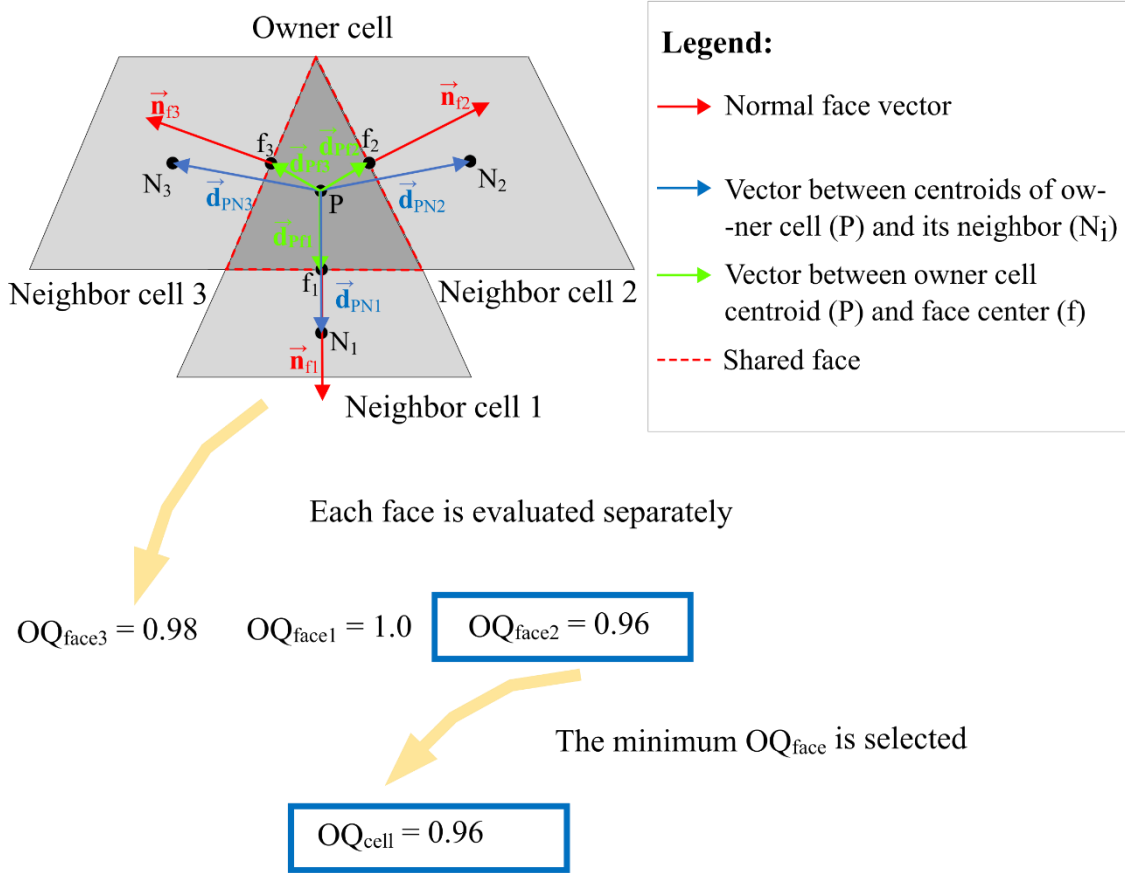 Owner cell
n⃗f3
n⃗f2
f3
f2
d⃗Pf3
d⃗Pf2
N3
N2
d⃗PN3
P
d⃗PN2
d⃗Pf1
Neighbor cell 3
f1
Neighbor cell 2
d⃗PN1
N1
n⃗f1
Neighbor cell 1
Legend:
Normal face vector
Vector between centroids of ow-
-ner cell (P) and its neighbor (Ni)
Vector between owner cell
centroid (P) and face center (f)
Shared face
Each face is evaluated separately
OQface3 = 0.98
OQface1 = 1.0
OQface2 = 0.96
The minimum OQface is selected
OQcell = 0.96